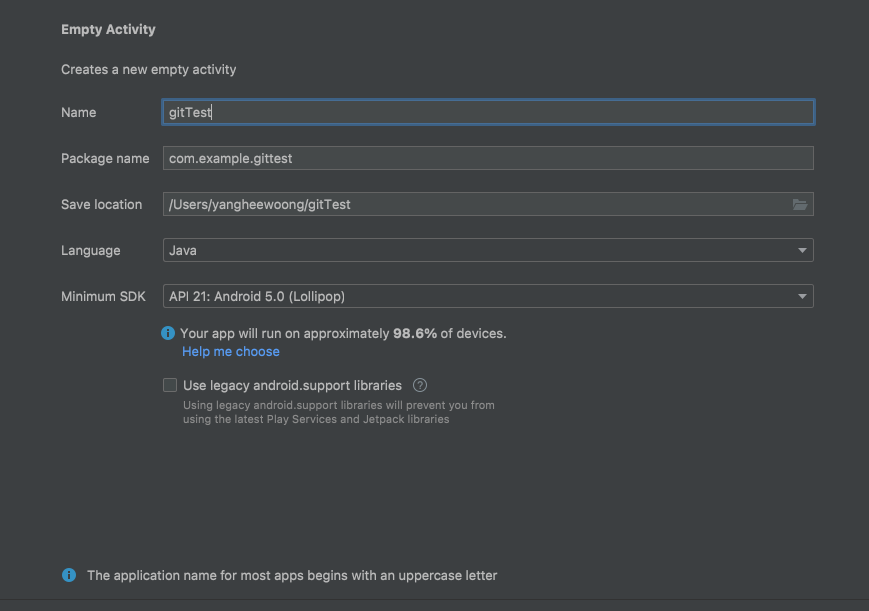 Empty Activity
Creates a new empty activity
Name gitTest
Package name com.example.gittest
Save location /Users/yangheewoong/gitTest
Language Java
Minimum SDK API 21: Android 5.0 (Lollipop)
Your app will run on approximately 98.6% of devices.
Help me choose
Use legacy android.support libraries ?
Using legacy android.support libraries will prevent you from
using the latest Play Services and Jetpack libraries
The application name for most apps begins with an uppercase letter